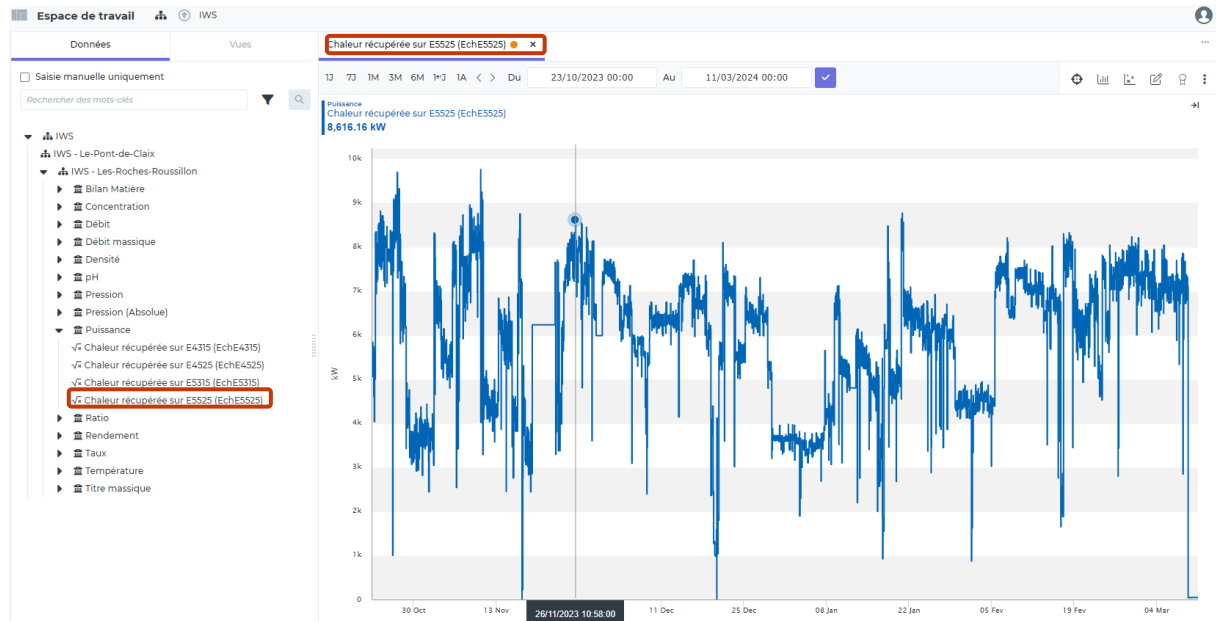 Espace de travail IWS
Données Vues
Chaleur récupérée sur E5525 (EchE5525) x
Saisie manuelle uniquement
Rechercher des mots-clés
1J 7J 1M 3M 6M 1erJ 1A < > Du 23/10/2023 00:00 Au 11/03/2024 00:00
Puissance
Chaleur récupérée sur E5525 (EchE5525)
8,616.16 kW
IWS
IWS - Le-Pont-de-Claix
IWS - Les-Roches-Roussillon
Bilan Matière
Concentration
Débit
Débit massique
Densité
pH
Pression
Pression (Absolue)
Puissance
√x Chaleur récupérée sur E4315 (EchE4315)
√x Chaleur récupérée sur E4525 (EchE4525)
√x Chaleur récupérée sur E5315 (EchE5315)
√x Chaleur récupérée sur E5525 (EchE5525)
Ratio
Rendement
Taux
Température
Titre massique
10k
9k
8k
7k
6k
5k
4k
3k
2k
1k
0
kW
30 Oct 13 Nov 26/11/2023 10:58:00 11 Dec 25 Dec 08 Jan 22 Jan 05 Fev 19 Fev 04 Mar